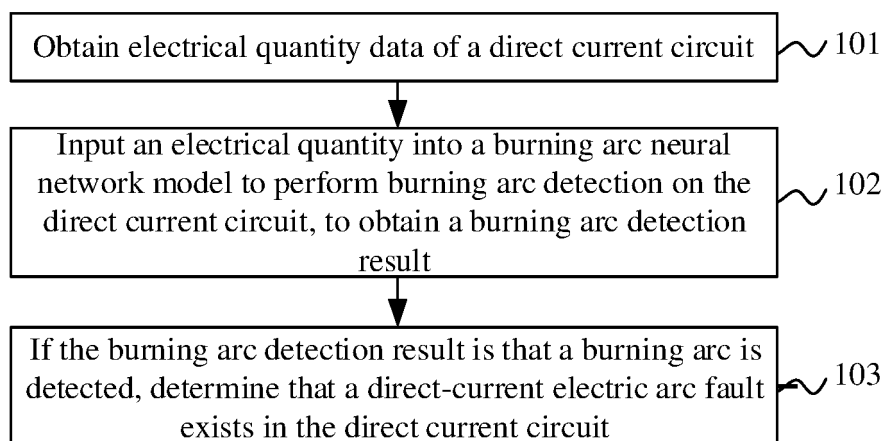 Obtain electrical quantity data of a direct current circuit
101
Input an electrical quantity into a burning arc neural
network model to perform burning arc detection on the
direct current circuit, to obtain a burning arc detection
result
102
If the burning arc detection result is that a burning arc is
detected, determine that a direct-current electric arc fault
exists in the direct current circuit
103